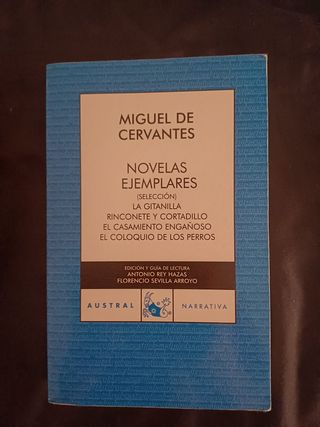 MIGUEL DE
CERVANTES
NOVELAS
EJEMPLARES
(SELECCIÓN)
LA GITANILLA
RINCONETE Y CORTADILLO
EL CASAMIENTO ENGAÑOSO
EL COLOQUIO DE LOS PERROS
EDICIÓN Y GUÍA DE LECTURA
ANTONIO REY HAZAS
FLORENCIO SEVILLA ARROYO
AUSTRAL NARRATIVA